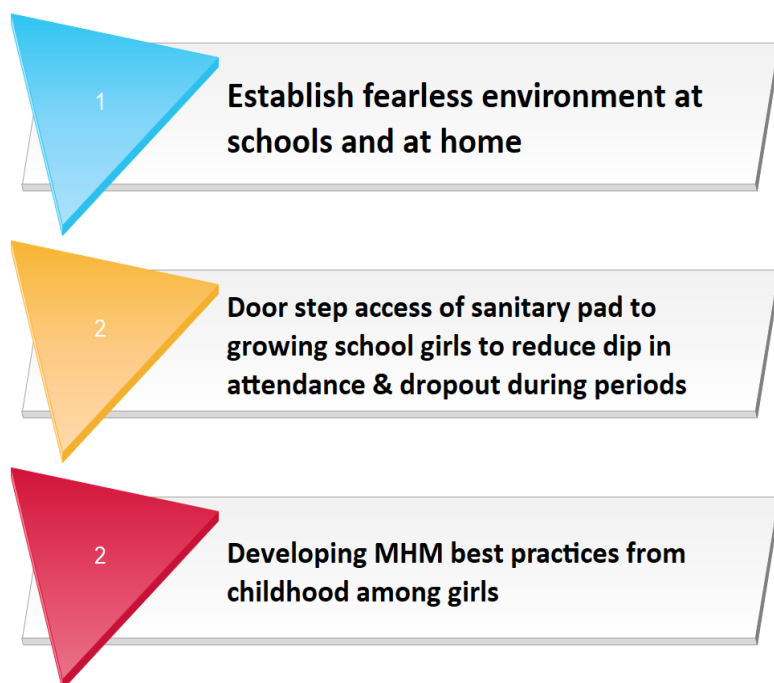 1
Establish fearless environment at
schools and at home
2
Door step access of sanitary pad to
growing school girls to reduce dip in
attendance & dropout during periods
2
Developing MHM best practices from
childhood among girls